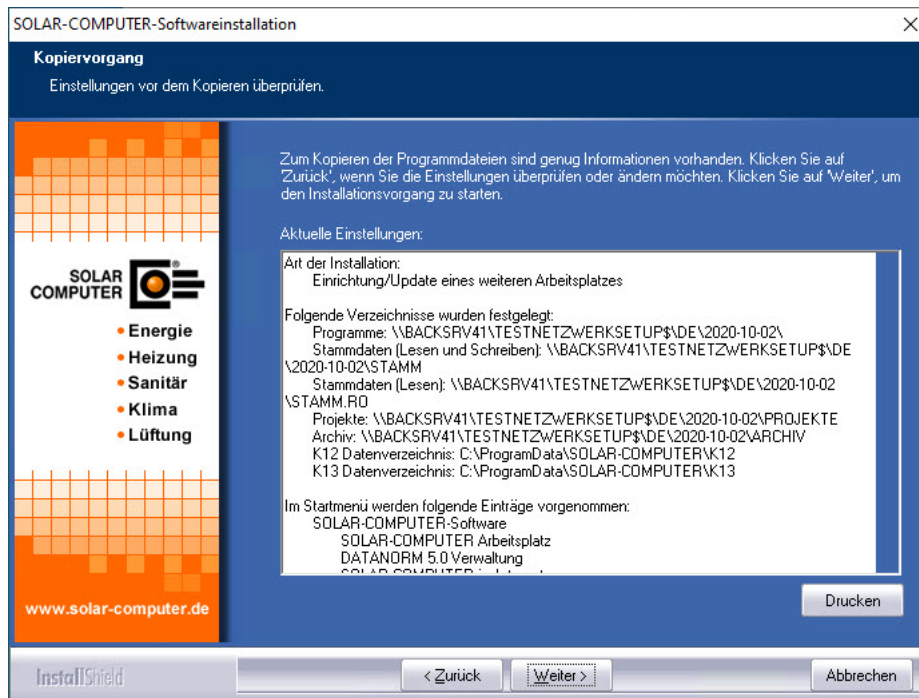 SOLAR-COMPUTER-Softwareinstallation
Kopiervorgang
Einstellungen vor dem Kopieren überprüfen.
SOLAR
COMPUTER
®
• Energie
• Heizung
• Sanitär
• Klima
• Lüftung
www.solar-computer.de
Zum Kopieren der Programmdateien sind genug Informationen vorhanden. Klicken Sie auf
'Zurück', wenn Sie die Einstellungen überprüfen oder ändern möchten. Klicken Sie auf 'Weiter', um
den Installationsvorgang zu starten.
Aktuelle Einstellungen:
Art der Installation:
Einrichtung/Update eines weiteren Arbeitsplatzes
Folgende Verzeichnisse wurden festgelegt:
Programme: \\BACKSRV41\TESTNETZWERKSETUP$\DE\2020-10-02\
Stammdaten (Lesen und Schreiben): \\BACKSRV41\TESTNETZWERKSETUP$\DE
\2020-10-02\STAMM
Stammdaten (Lesen): \\BACKSRV41\TESTNETZWERKSETUP$\DE\2020-10-02
\STAMM.RO
Projekte: \\BACKSRV41\TESTNETZWERKSETUP$\DE\2020-10-02\PROJEKTE
Archiv: \\BACKSRV41\TESTNETZWERKSETUP$\DE\2020-10-02\ARCHIV
K12 Datenverzeichnis: C:\ProgramData\SOLAR-COMPUTER\K12
K13 Datenverzeichnis: C:\ProgramData\SOLAR-COMPUTER\K13
Im Startmenü werden folgende Einträge vorgenommen:
SOLAR-COMPUTER-Software
SOLAR-COMPUTER Arbeitsplatz
DATANORM 5.0 Verwaltung
Drucken
InstallShield
< Zurück
Weiter >
Abbrechen